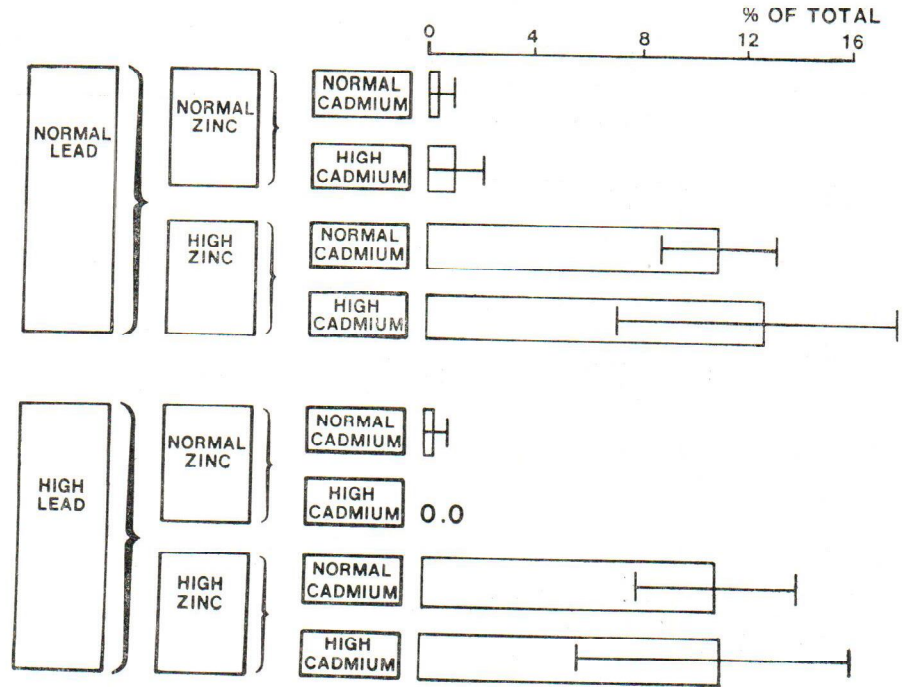 % OF TOTAL
0 4 8 12 16
NORMAL
LEAD
NORMAL
ZINC
NORMAL
CADMIUM
HIGH
CADMIUM
HIGH
ZINC
NORMAL
CADMIUM
HIGH
CADMIUM
HIGH
LEAD
NORMAL
ZINC
NORMAL
CADMIUM
HIGH
CADMIUM
0.0
HIGH
ZINC
NORMAL
CADMIUM
HIGH
CADMIUM